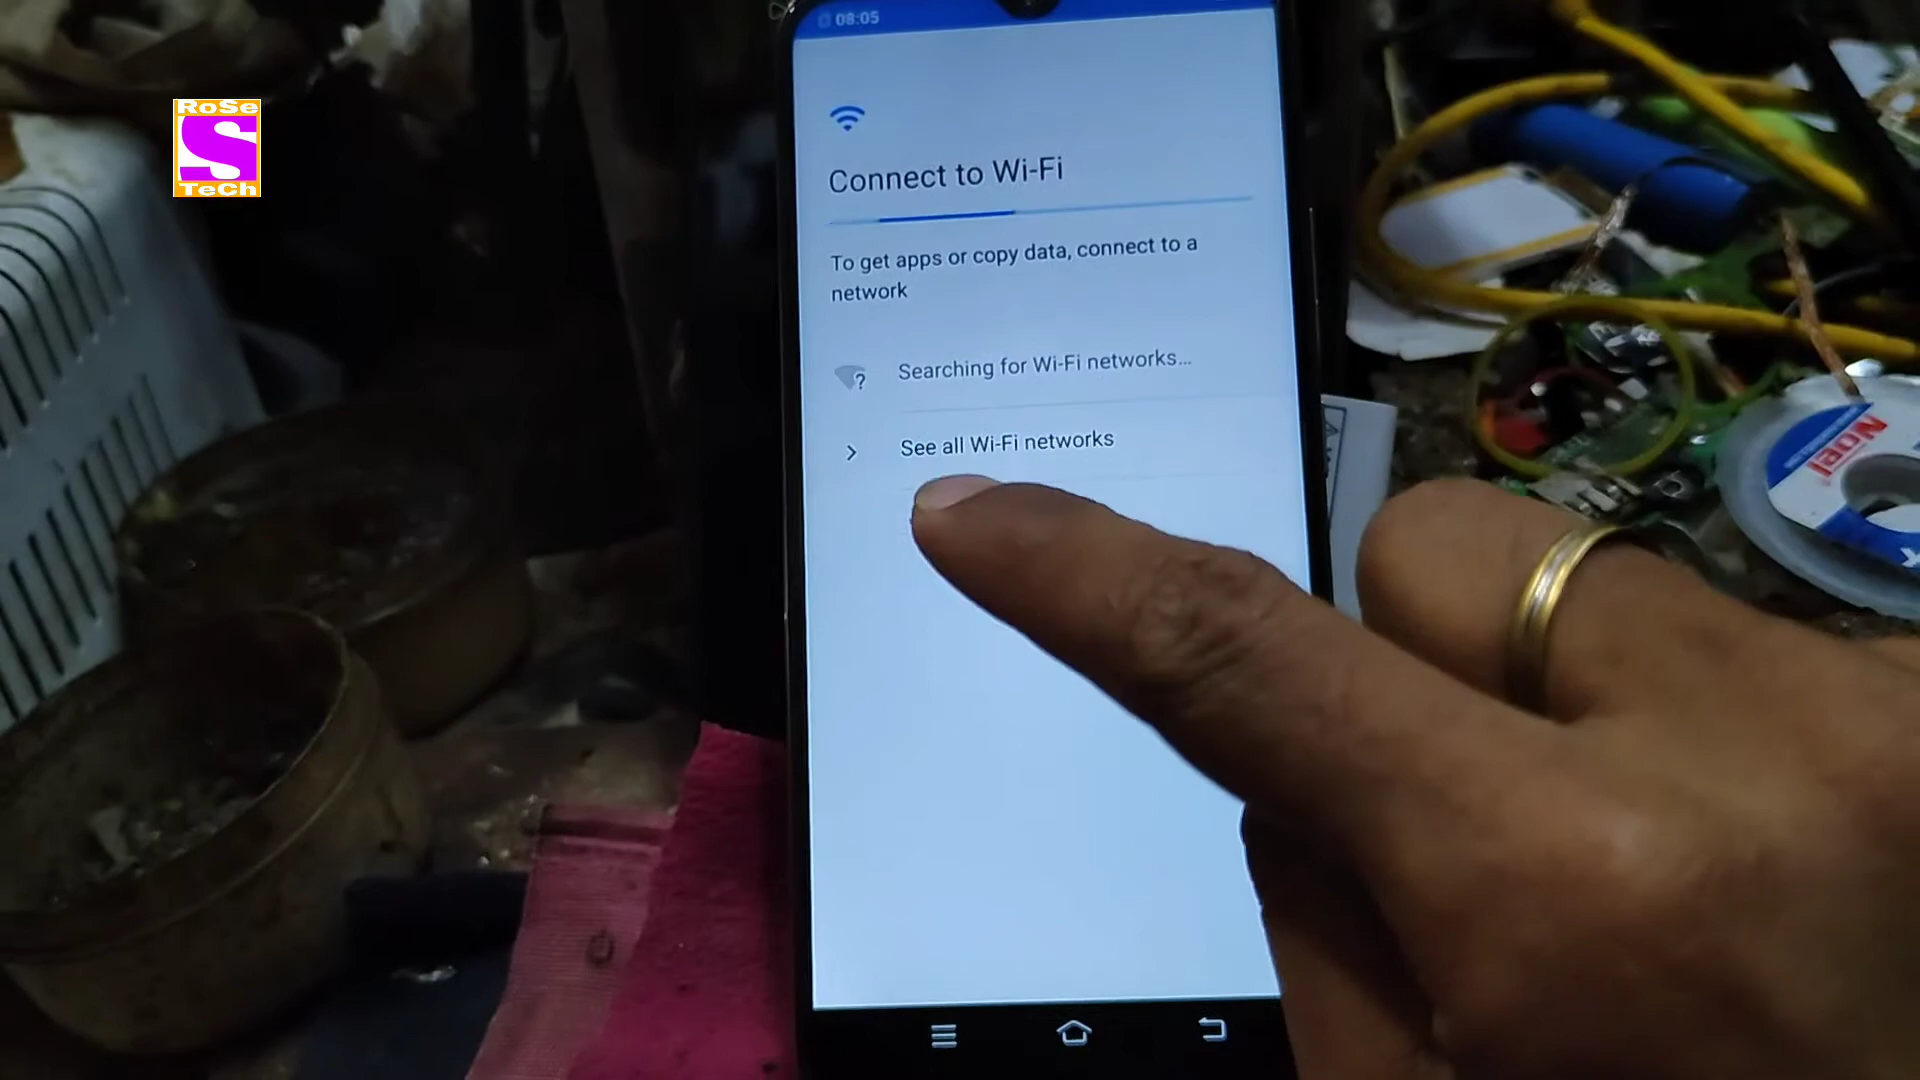 08:05
RoSe
S
TeCh
Connect to Wi-Fi
To get apps or copy data, connect to a
network
Searching for Wi-Fi networks...
See all Wi-Fi networks
Noel